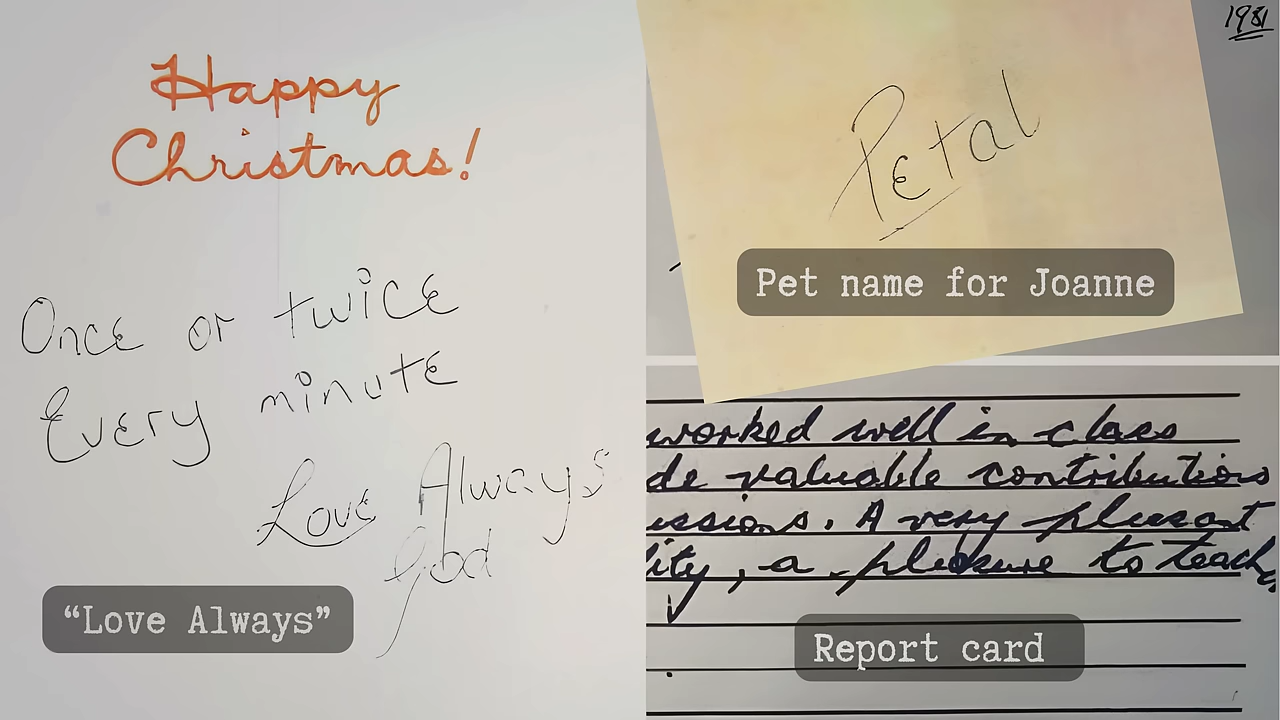 Happy
Christmas!
Once or twice
Every minute
Love Always
God
“Love Always”
1981
Petal
Pet name for Joanne
worked well in class
de valuable contributions
ussions. A very pleasant
lity, a pleasure to teach,
Report card